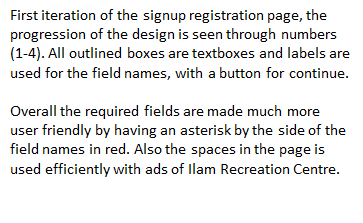 First iteration of the signup registration page, the
progression of the design is seen through numbers
(1-4). All outlined boxes are textboxes and labels are
used for the field names, with a button for continue.

Overall the required fields are made much more
user friendly by having an asterisk by the side of the
field names in red. Also the spaces in the page is
used efficiently with ads of Ilam Recreation Centre.